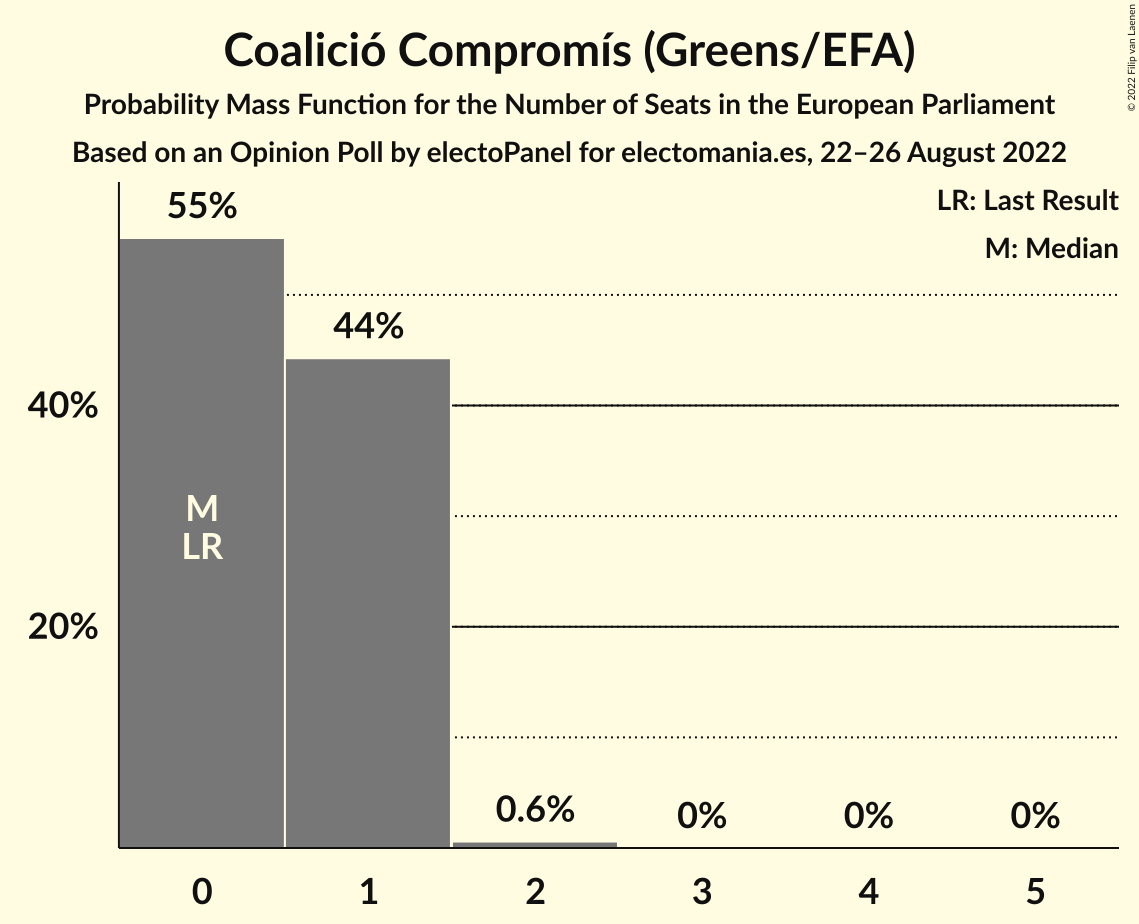 Coalició Compromís (Greens/EFA)
Probability Mass Function for the Number of Seats in the European Parliament
Based on an Opinion Poll by electoPanel for electomania.es, 22–26 August 2022
© 2022 Filip van Laenen
LR: Last Result
M: Median
55%
44%
40%
M
LR
20%
0.6%
0%
0%
0%
0
1
2
3
4
5